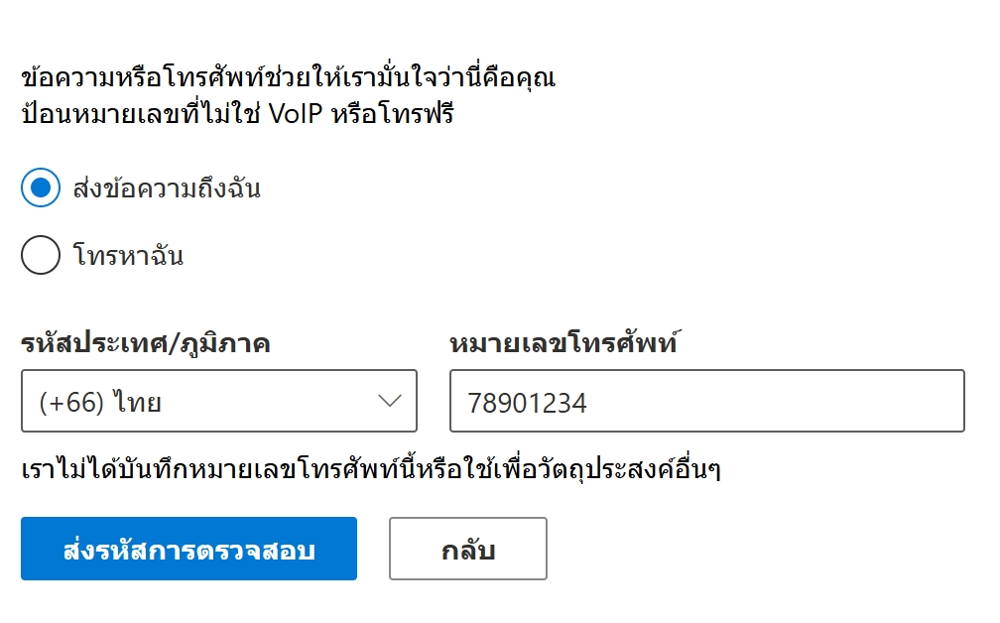 ข้อความหรือโทรศัพท์ช่วยให้เรามั่นใจว่านี่คือคุณ
ป้อนหมายเลขที่ไม่ใช่ VoIP หรือโทรฟรี
ส่งข้อความถึงฉัน
โทรหาฉัน
รหัสประเทศ/ภูมิภาค
หมายเลขโทรศัพท์
(+66) ไทย
78901234
เราไม่ได้บันทึกหมายเลขโทรศัพท์นี้หรือใช้เพื่อวัตถุประสงค์อื่นๆ
ส่งรหัสการตรวจสอบ
กลับ